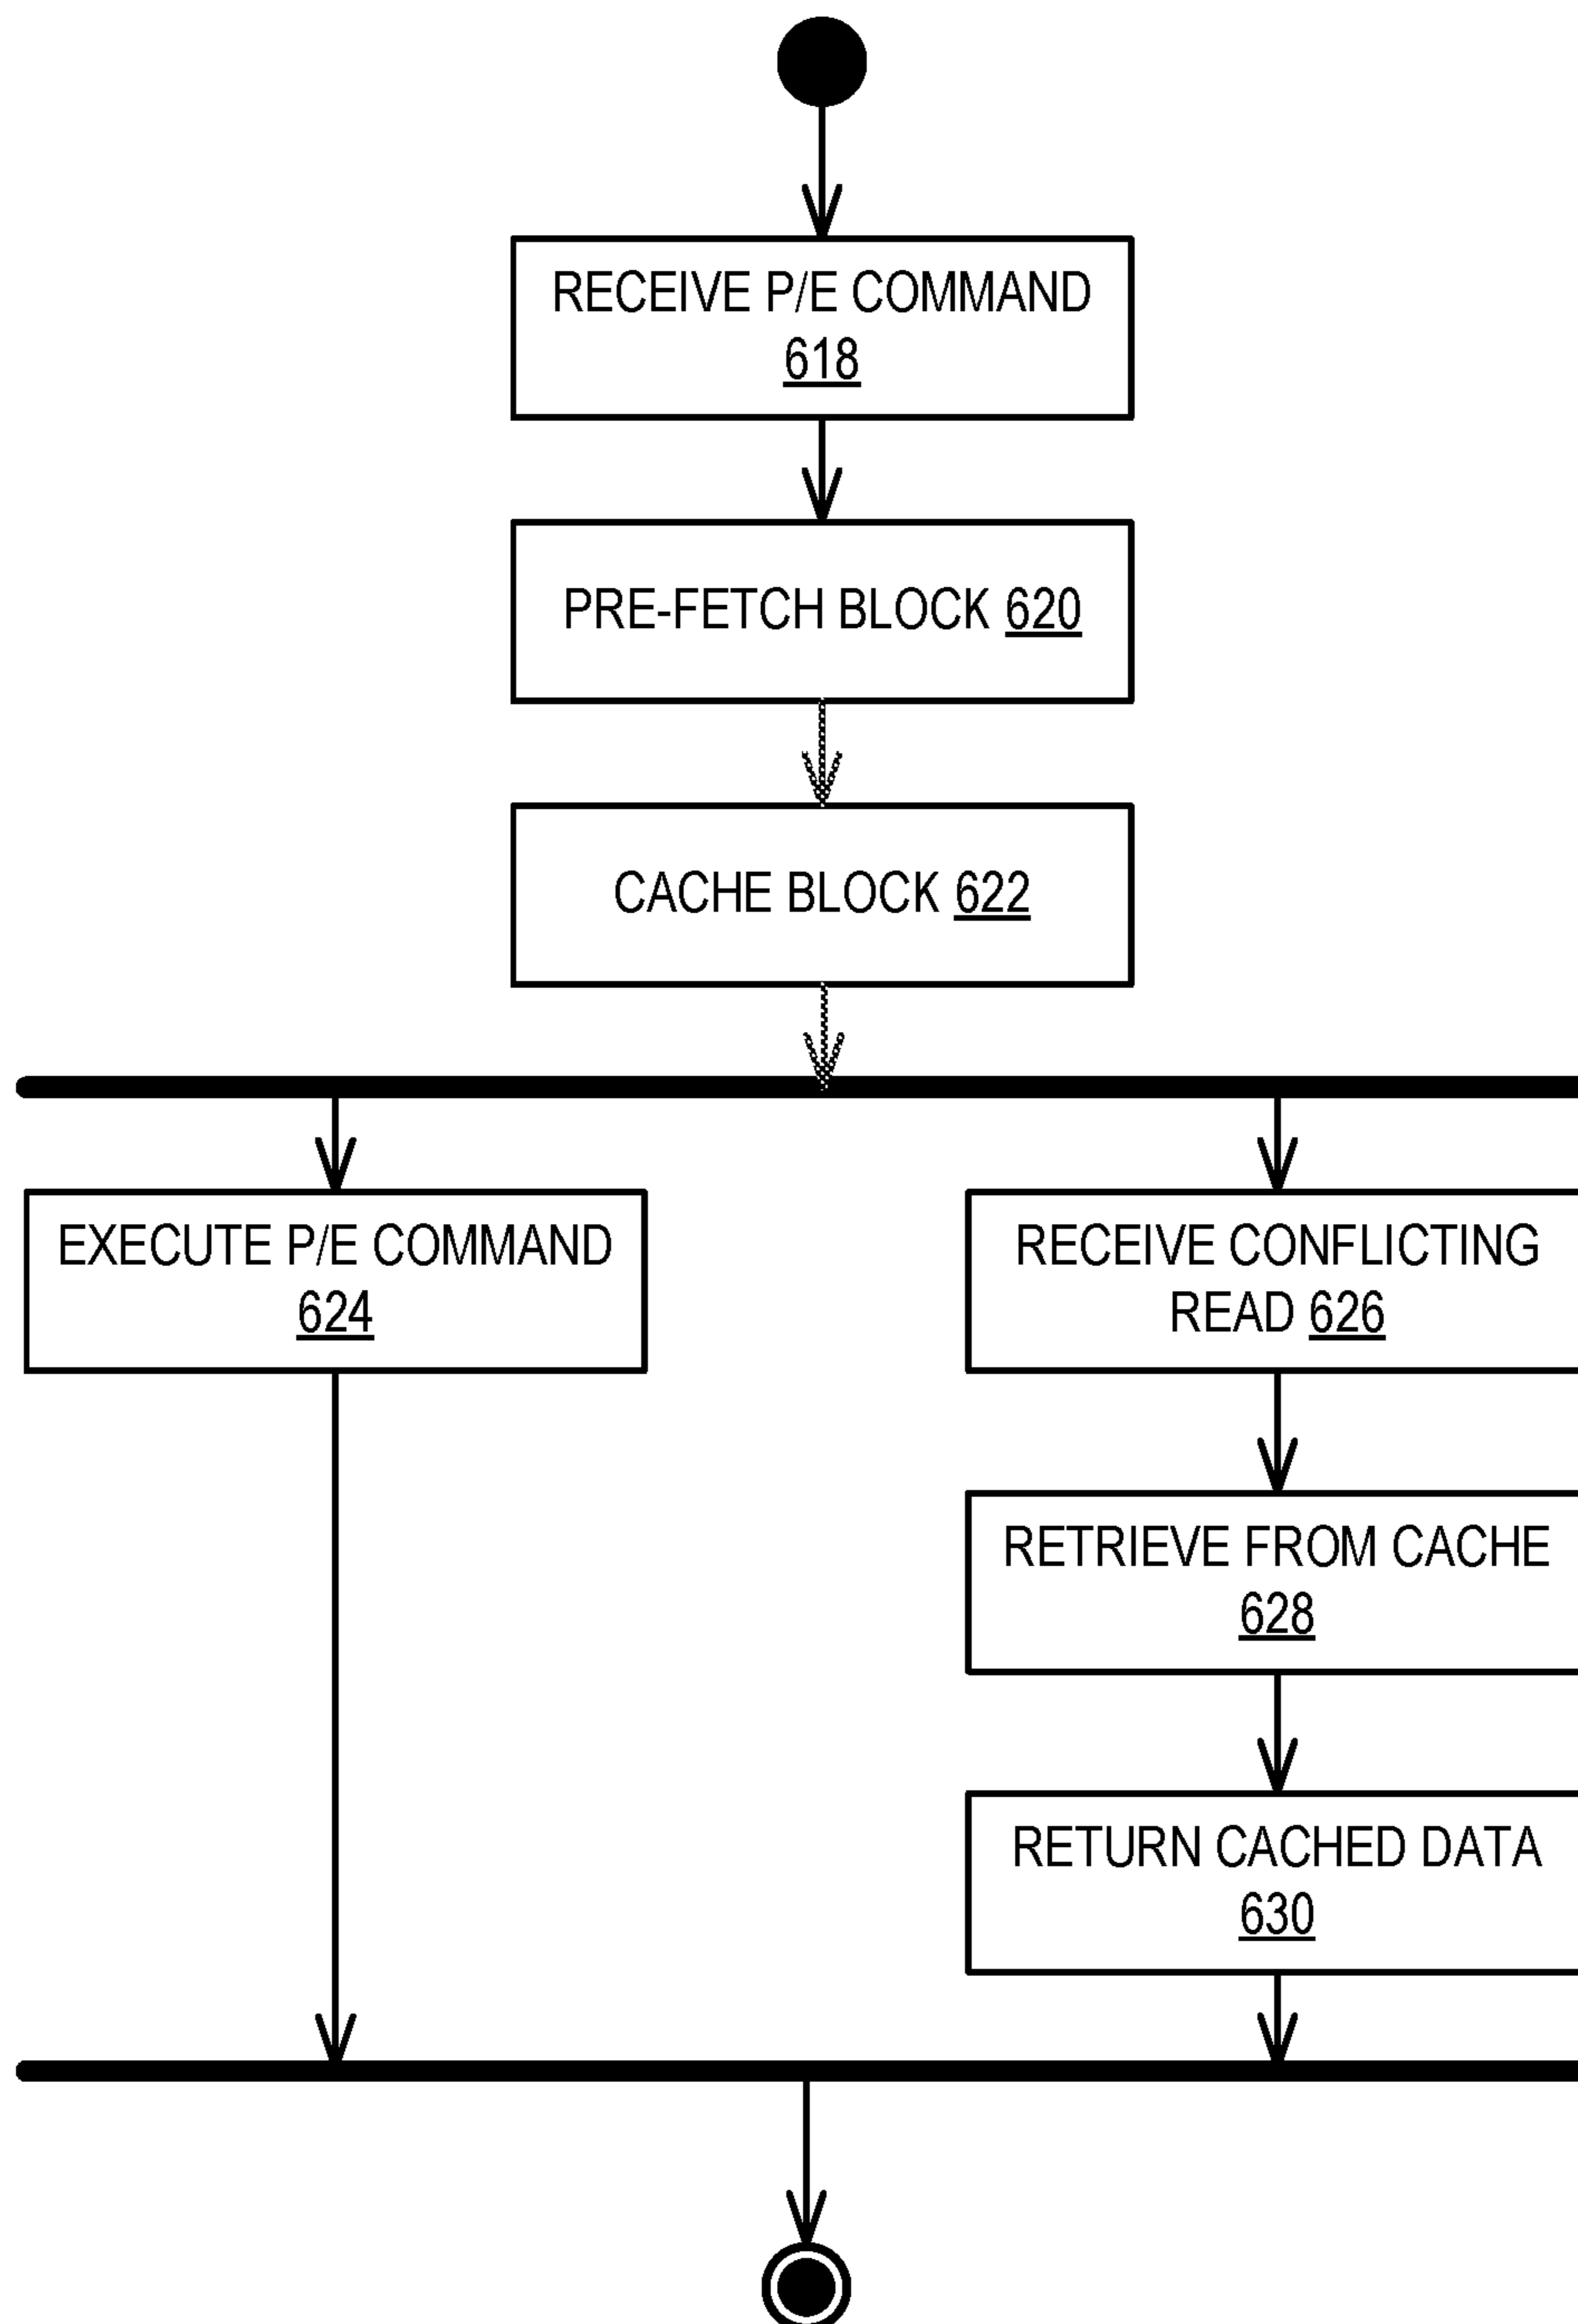 RECEIVE P/E COMMAND
618
PRE-FETCH BLOCK 620
CACHE BLOCK 622
EXECUTE P/E COMMAND
624
RECEIVE CONFLICTING
READ 626
RETRIEVE FROM CACHE
628
RETURN CACHED DATA
630